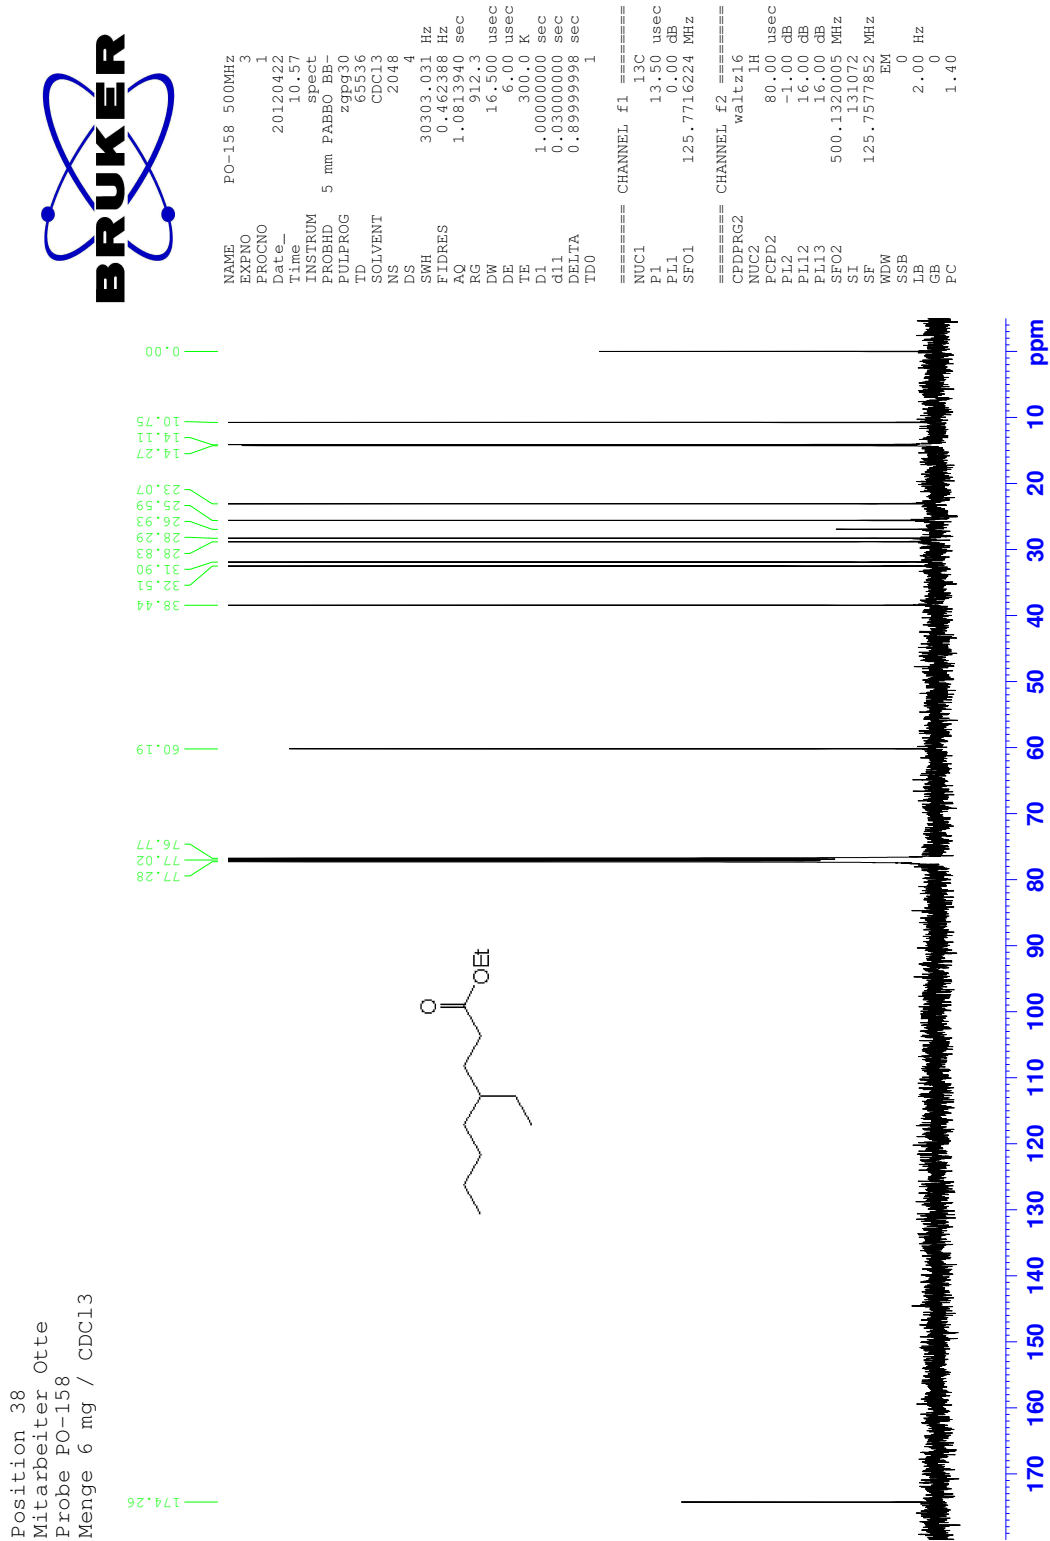 Position 38
Mitarbeiter Otte
Probe PO-158
Menge 6 mg / CDCl3
174.26
77.28
77.02
76.77
60.19
38.44
32.51
31.90
28.83
28.29
26.93
25.59
23.07
14.27
14.11
10.75
0.00
O
OEt
170 160 150 140 130 120 110 100 90 80 70 60 50 40 30 20 10 ppm
BRUKER
NAME PO-158 500MHz
EXPNO 3
PROCNO 1
Date_ 20120422
Time 10.57
INSTRUM spect
PROBHD 5 mm PABBO BB-
PULPROG zgpg30
TD 65536
SOLVENT CDCl3
NS 2048
DS 4
SWH 30303.031 Hz
FIDRES 0.462388 Hz
AQ 1.0813940 sec
RG 912.3
DW 16.500 usec
DE 6.00 usec
TE 300.0 K
D1 1.00000000 sec
d11 0.03000000 sec
DELTA 0.89999998 sec
TD0 1
======== CHANNEL f1 ========
NUC1 13C
P1 13.50 usec
PL1 0.00 dB
SFO1 125.7716224 MHz
======== CHANNEL f2 ========
CPDPRG2 waltz16
NUC2 1H
PCPD2 80.00 usec
PL2 -1.00 dB
PL12 16.00 dB
PL13 16.00 dB
SFO2 500.1320005 MHz
SI 131072
SF 125.7577852 MHz
WDW EM
SSB 0
LB 2.00 Hz
GB 0
PC 1.40